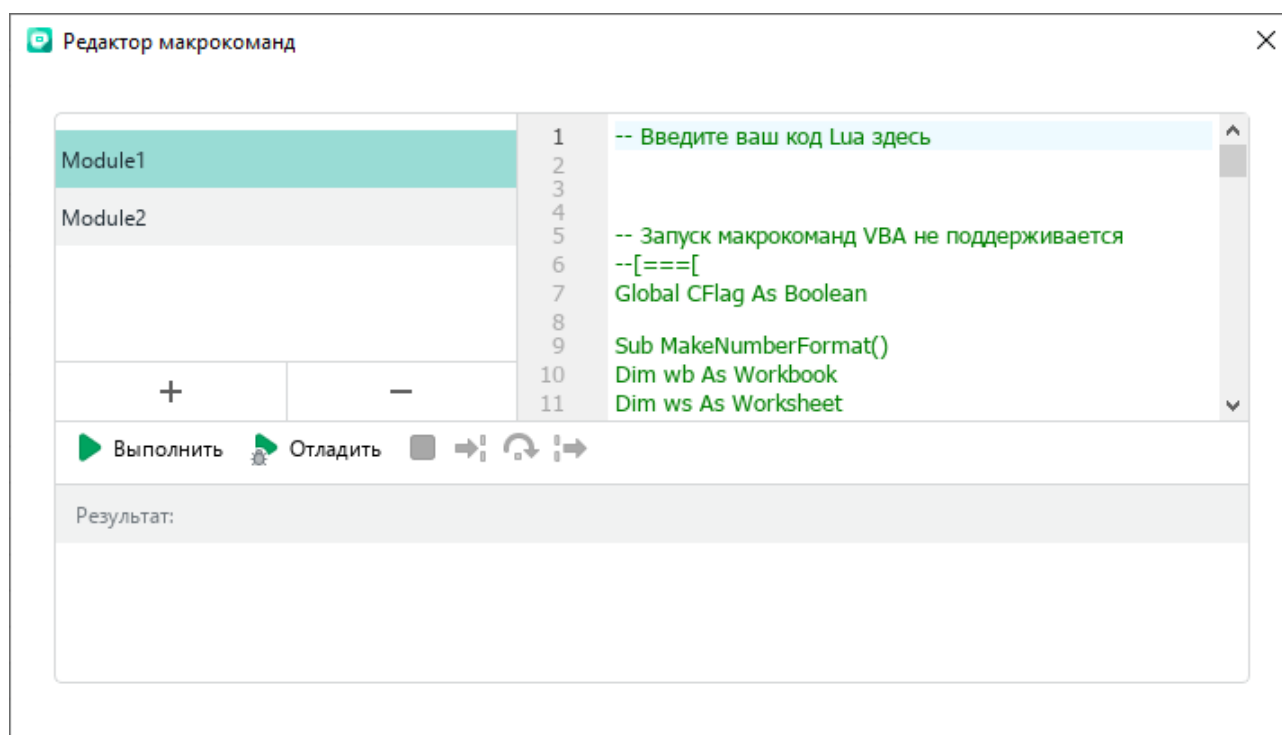 Редактор макрокоманд
Module1
Module2
1 -- Введите ваш код Lua здесь
2
3
4
5 -- Запуск макрокоманд VBA не поддерживается
6 --[===[
7 Global CFlag As Boolean
8
9 Sub MakeNumberFormat()
10 Dim wb As Workbook
11 Dim ws As Worksheet
+ −
Выполнить Отладить
Результат: